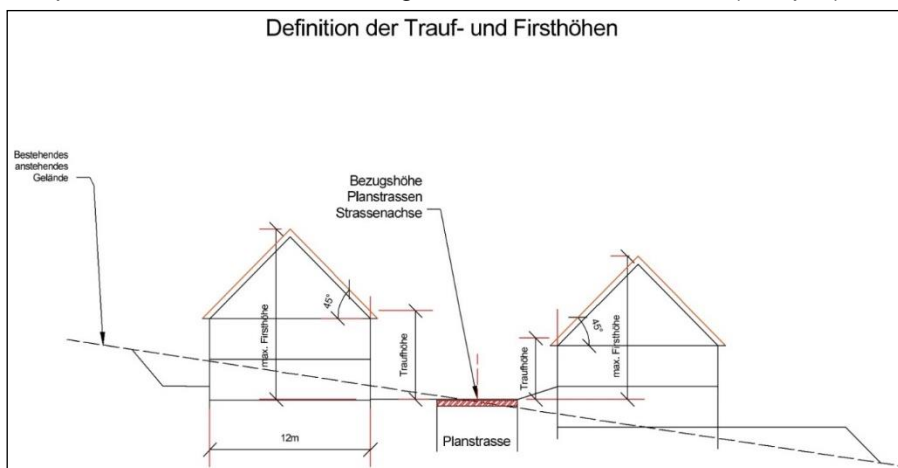 Definition der Trauf- und Firsthöhen
Bestehendes
anstehendes
Gelände
Bezugshöhe
Planstrassen
Strassenachse
45°
max. Firsthöhe
Traufhöhe
Traufhöhe
45°
max. Firsthöhe
12m
Planstrasse